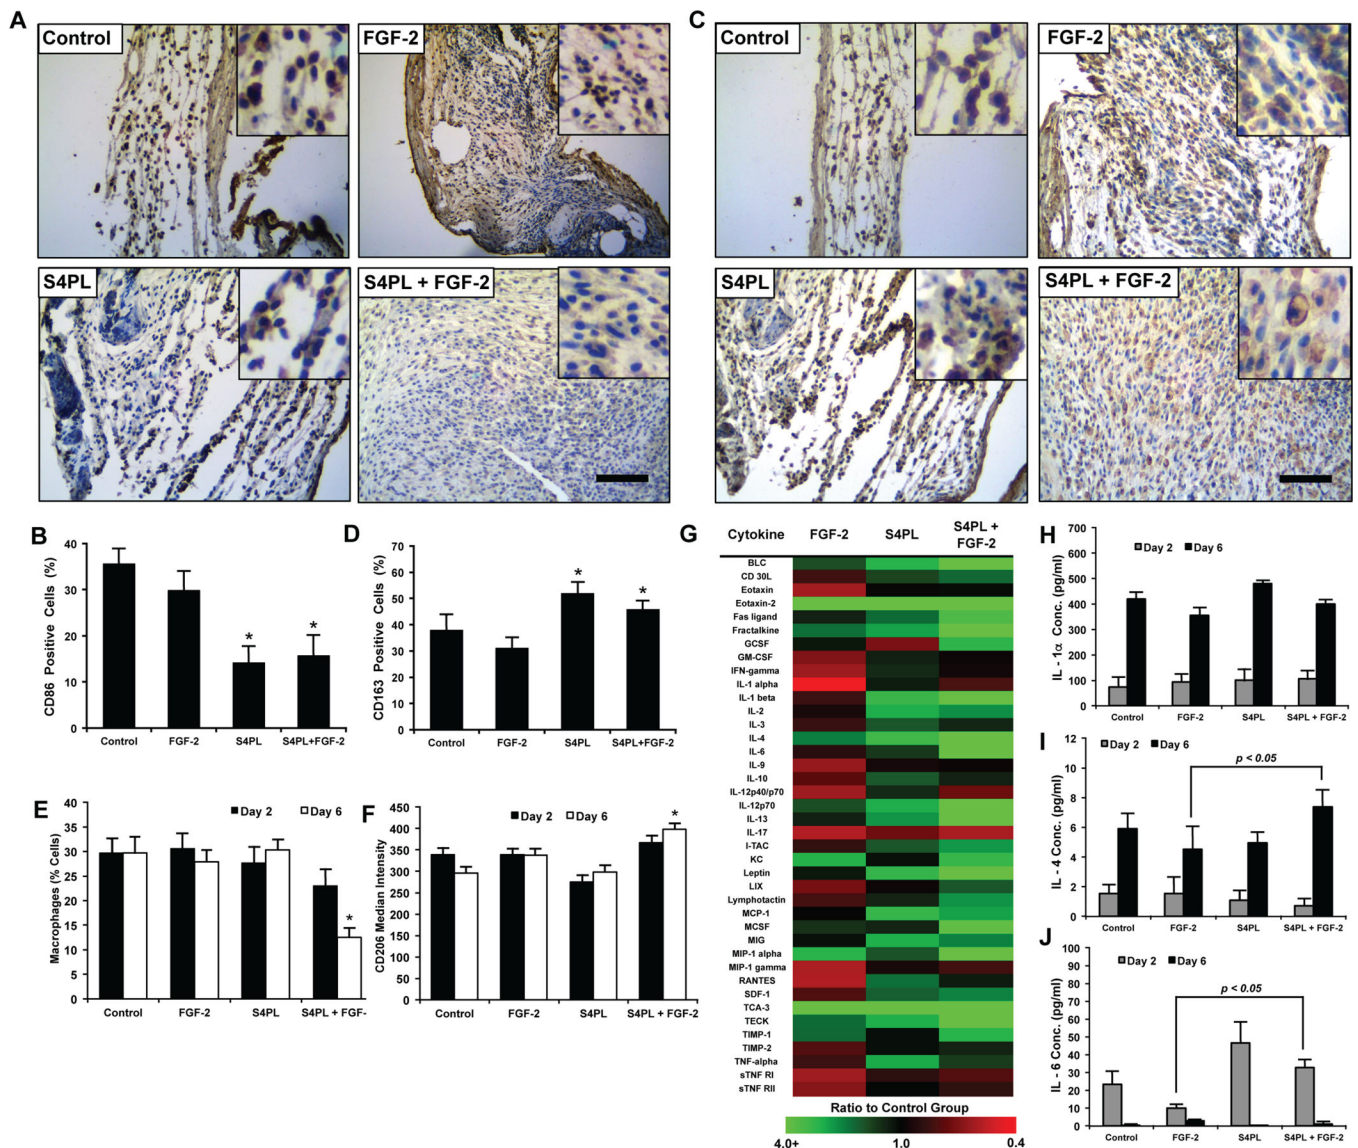 A
Control
FGF-2
S4PL
S4PL + FGF-2
C
Control
FGF-2
S4PL
S4PL + FGF-2
B
CD86 Positive Cells (%)
40
30
20
10
0
*
*
Control FGF-2 S4PL S4PL+FGF-2
D
CD163 Positive Cells (%)
70
60
50
40
30
20
10
0
*
*
Control FGF-2 S4PL S4PL+FGF-2
E
Macrophages (% Cells)
40
35
30
25
20
15
10
5
0
Day 2 Day 6
*
Control FGF-2 S4PL S4PL + FGF-
F
CD206 Median Intensity
450
400
350
300
250
200
150
100
50
0
Day 2 Day 6
*
Control FGF-2 S4PL S4PL + FGF-2
G
Cytokine FGF-2 S4PL S4PL + FGF-2
BLC
CD 30L
Eotaxin
Eotaxin-2
Fas ligand
Fractalkine
GCSF
GM-CSF
IFN-gamma
IL-1 alpha
IL-1 beta
IL-2
IL-3
IL-4
IL-6
IL-9
IL-10
IL-12p40/p70
IL-12p70
IL-13
IL-17
I-TAC
KC
Leptin
LIX
Lymphotactin
MCP-1
MCSF
MIG
MIP-1 alpha
MIP-1 gamma
RANTES
SDF-1
TCA-3
TECK
TIMP-1
TIMP-2
TNF-alpha
sTNF RI
sTNF RII
Ratio to Control Group
4.0+ 1.0 0.4
H
IL - 1α Conc. (pg/ml)
700
600
500
400
300
200
100
0
Day 2 Day 6
Control FGF-2 S4PL S4PL + FGF-2
I
IL - 4 Conc. (pg/ml)
12
10
8
6
4
2
0
Day 2 Day 6
p < 0.05
Control FGF-2 S4PL S4PL + FGF-2
J
IL - 6 Conc. (pg/ml)
100
90
80
70
60
50
40
30
20
10
0
Day 2 Day 6
p < 0.05
Control FGF-2 S4PL S4PL + FGF-2